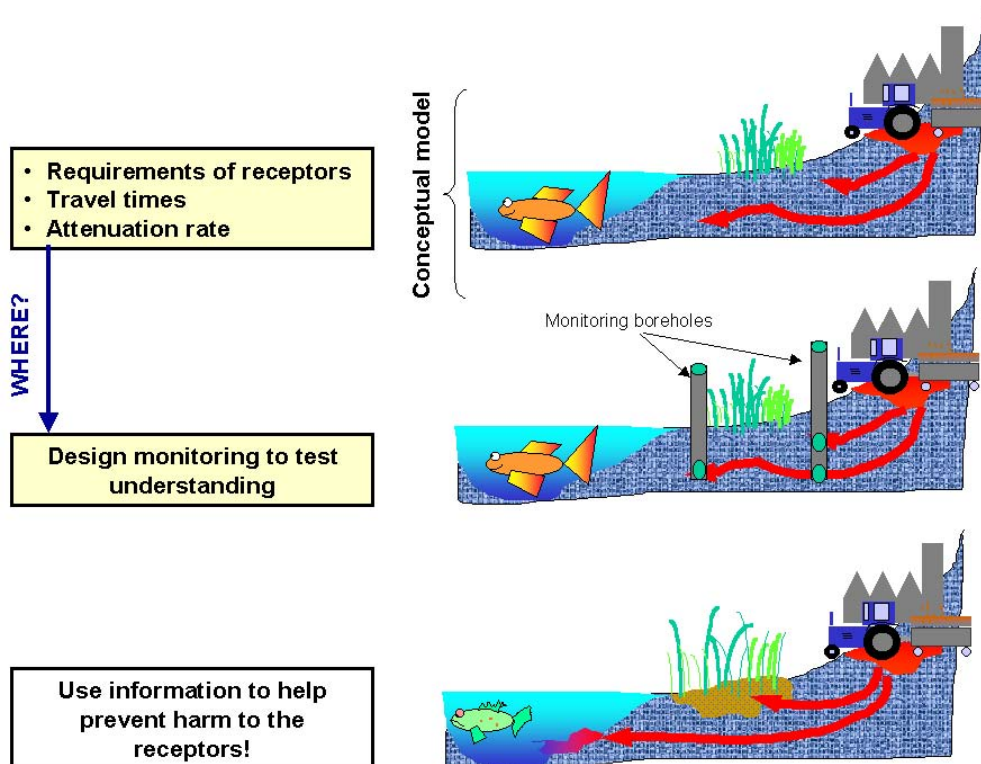 • Requirements of receptors
• Travel times
• Attenuation rate
Conceptual model
WHERE?
Monitoring boreholes
Design monitoring to test
understanding
Use information to help
prevent harm to the
receptors!